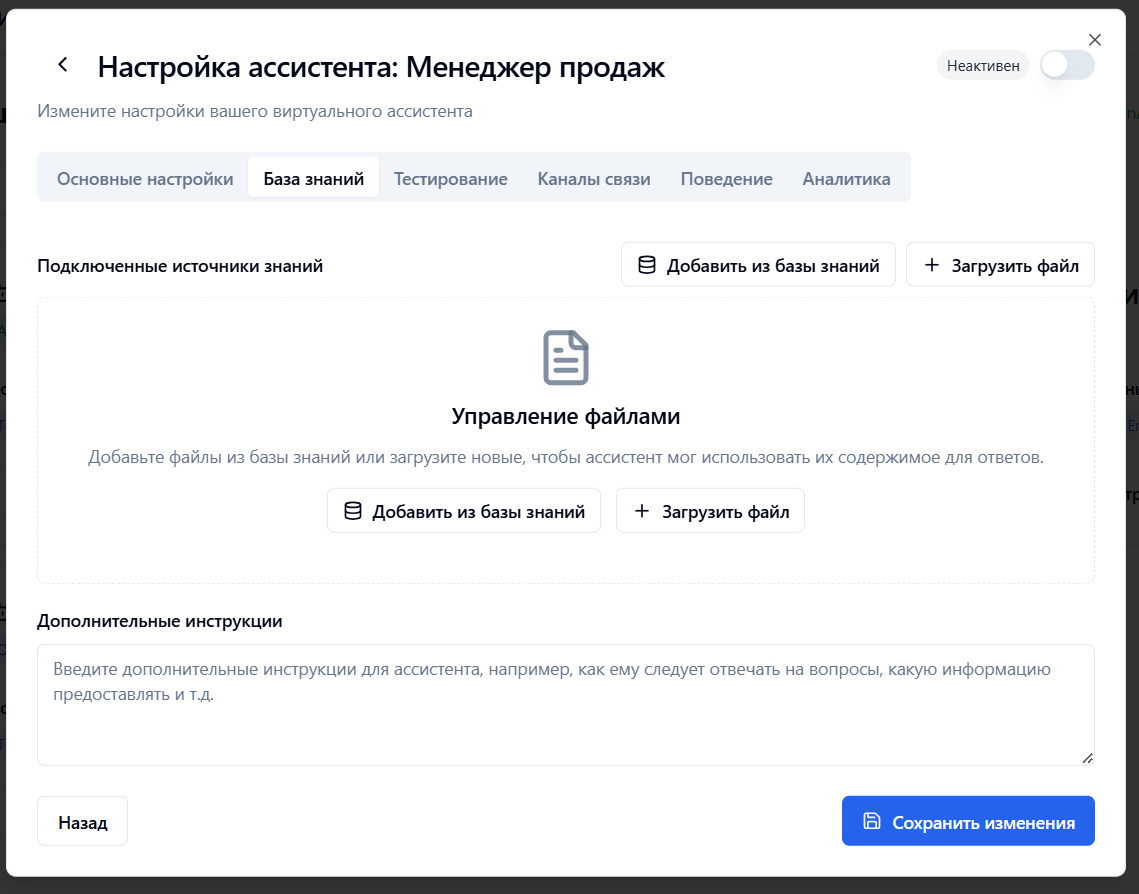 Настройка ассистента: Менеджер продаж
Неактивен
Измените настройки вашего виртуального ассистента
Основные настройки
База знаний
Тестирование
Каналы связи
Поведение
Аналитика
Подключенные источники знаний
Добавить из базы знаний
Загрузить файл
Управление файлами
Добавьте файлы из базы знаний или загрузите новые, чтобы ассистент мог использовать их содержимое для ответов.
Добавить из базы знаний
Загрузить файл
Дополнительные инструкции
Введите дополнительные инструкции для ассистента, например, как ему следует отвечать на вопросы, какую информацию
предоставлять и т.д.
Назад
Сохранить изменения